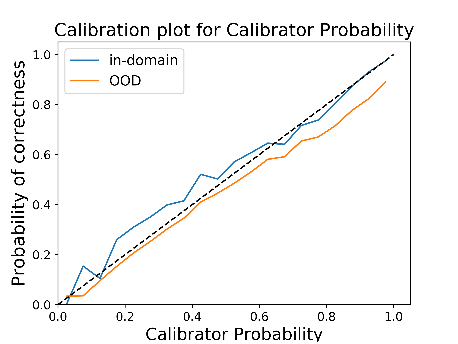 Calibration plot for Calibrator Probability
in-domain
OOD
Probability of correctness
1.0
0.8
0.6
0.4
0.2
0.0
0.0 0.2 0.4 0.6 0.8 1.0
Calibrator Probability